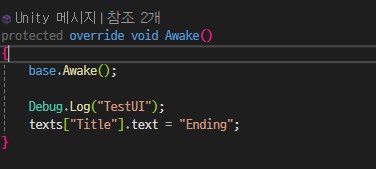 Unity 메시지 | 참조 2개
protected override void Awake()
{
base.Awake();
Debug.Log("TestUI");
texts["Title"].text = "Ending";
}